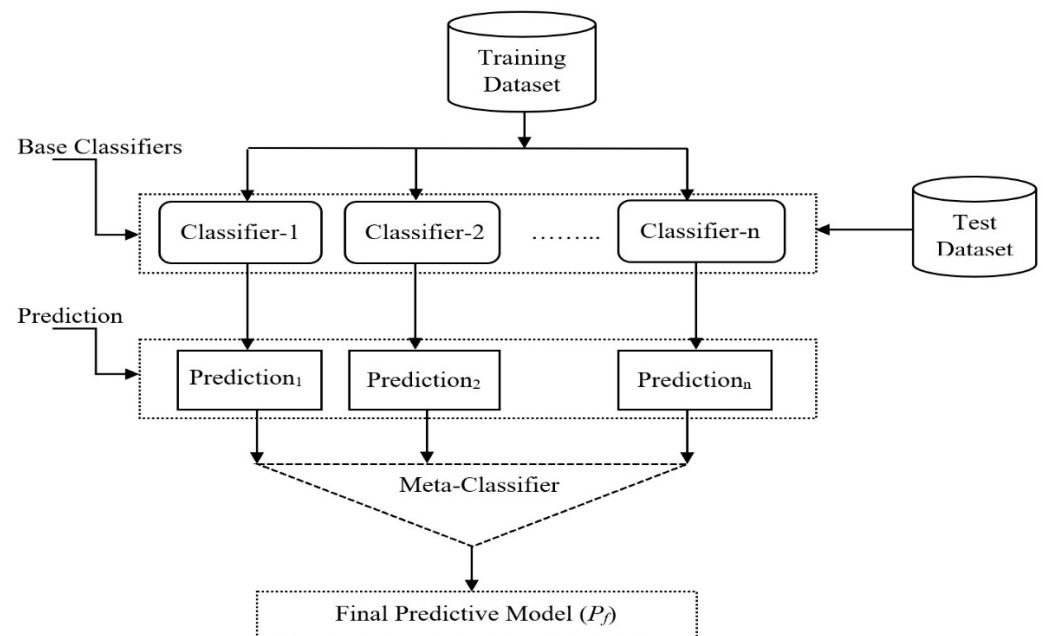 Training
Dataset
Base Classifiers
Classifier-1
Classifier-2
……...
Classifier-n
Test
Dataset
Prediction
Prediction₁
Prediction₂
Predictionₙ
Meta-Classifier
Final Predictive Model (P_f)